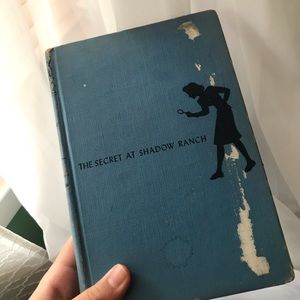 THE SECRET AT SHADOW RANCH